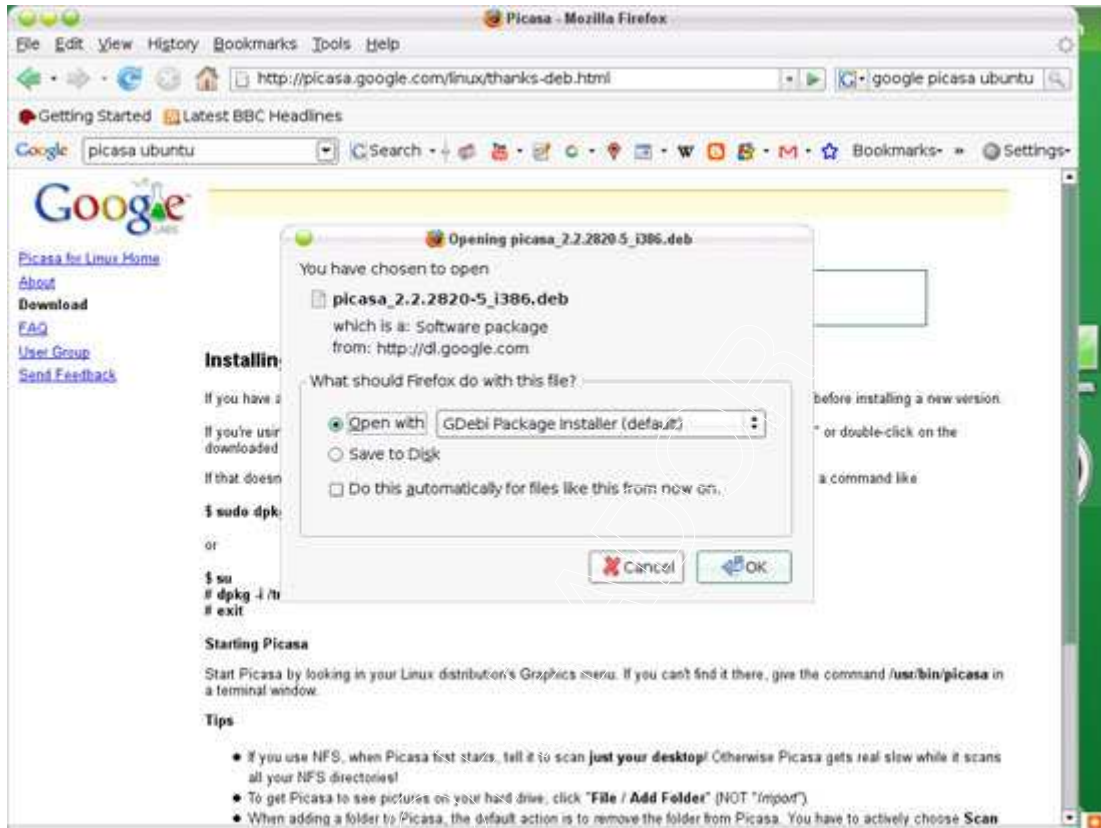 Picasa - Mozilla Firefox
File Edit View History Bookmarks Tools Help
http://picasa.google.com/linux/thanks-deb.html
google picasa ubuntu
Getting Started Latest BBC Headlines
Google picasa ubuntu Search Bookmarks Settings
Google
LABS
Picasa for Linux Home
About
Download
FAQ
User Group
Send Feedback
Opening picasa_2.2.2820-5_i386.deb
You have chosen to open
picasa_2.2.2820-5_i386.deb
which is a: Software package
from: http://dl.google.com
What should Firefox do with this file?
Open with GDebi Package Installer (default)
Save to Disk
Do this automatically for files like this from now on.
Cancel OK
Installin
If you have a before installing a new version.
If you're usin " or double-click on the
downloaded
If that doesn a command like
$ sudo dpk
or
$ su
# dpkg -i /t
# exit
Starting Picasa
Start Picasa by looking in your Linux distribution's Graphics menu. If you can't find it there, give the command /usr/bin/picasa in
a terminal window.
Tips
If you use NFS, when Picasa first starts, tell it to scan just your desktop! Otherwise Picasa gets real slow while it scans
all your NFS directories!
To get Picasa to see pictures on your hard drive, click "File / Add Folder" (NOT "Import")
When adding a folder to Picasa, the default action is to remove the folder from Picasa. You have to actively choose Scan